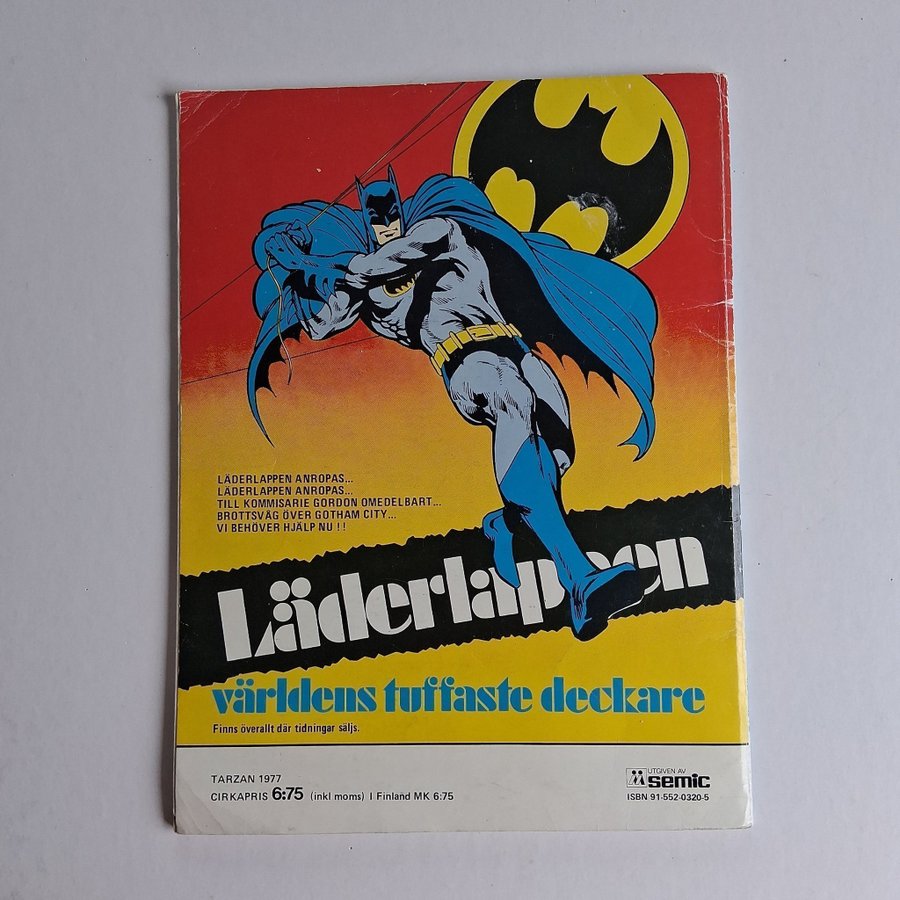 LÄDERLAPPEN ANROPAS...
LÄDERLAPPEN ANROPAS...
TILL KOMMISARIE GORDON OMEDELBART...
BROTTSVÅG ÖVER GOTHAM CITY...
VI BEHÖVER HJÄLP NU !!
Läderlappen
världens tuffaste deckare
Finns överallt där tidningar säljs.
TARZAN 1977
CIRKAPRIS 6:75 (inkl moms) I Finland MK 6:75
UTGIVEN AV
semic
ISBN 91-552-0320-5